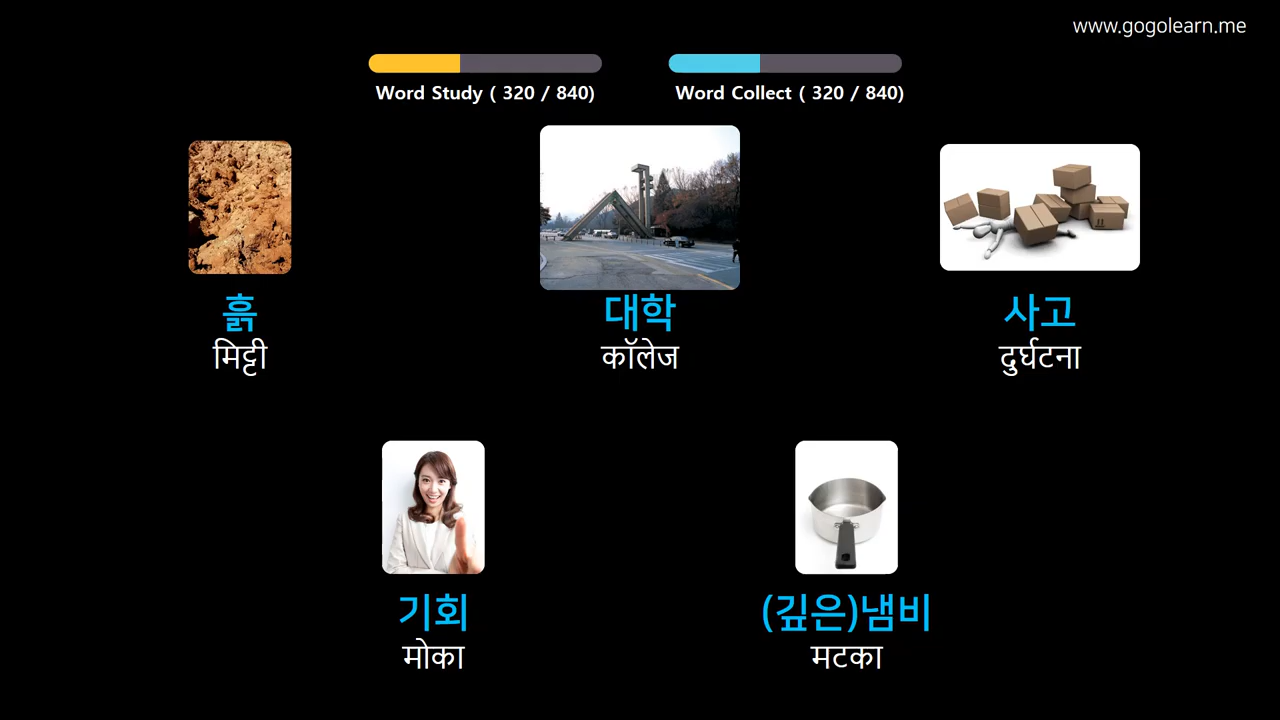 www.gogolearn.me
Word Study ( 320 / 840)
Word Collect ( 320 / 840)
흙
मिट्टी
대학
कॉलेज
사고
दुर्घटना
기회
मोका
(깊은)냄비
मटका